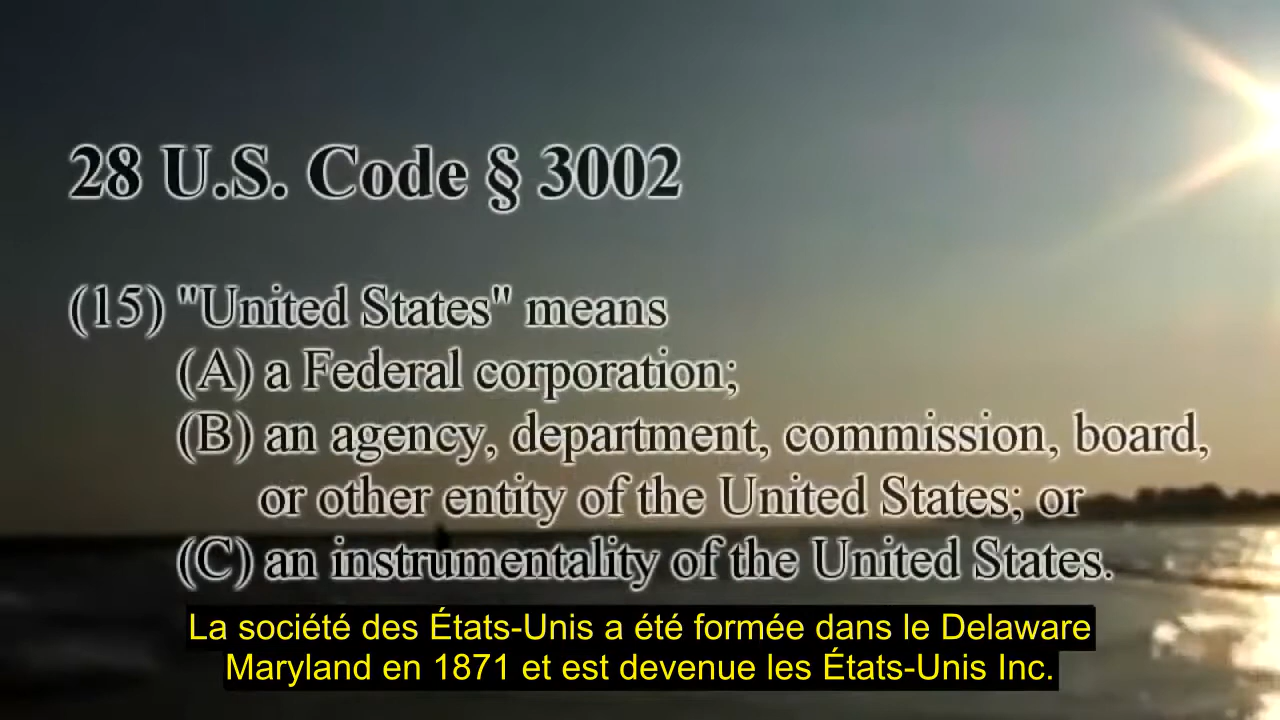 28 U.S. Code § 3002
(15) "United States" means
(A) a Federal corporation;
(B) an agency, department, commission, board,
or other entity of the United States; or
(C) an instrumentality of the United States.
La société des États-Unis a été formée dans le Delaware
Maryland en 1871 et est devenue les États-Unis Inc.